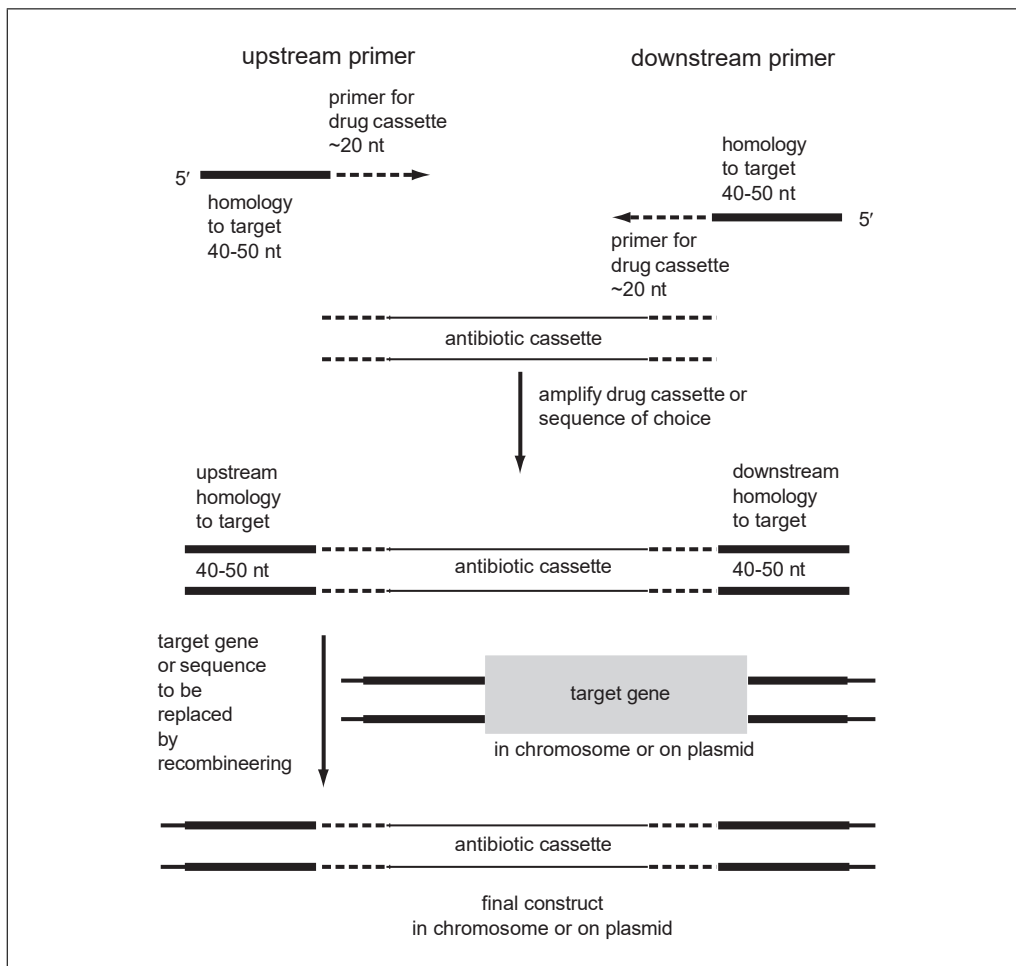 upstream primer
downstream primer
primer for
drug cassette
~20 nt
5′
homology
to target
40-50 nt
homology
to target
40-50 nt
5′
primer for
drug cassette
~20 nt
antibiotic cassette
amplify drug cassette or
sequence of choice
upstream
homology
to target
downstream
homology
to target
40-50 nt
antibiotic cassette
40-50 nt
target gene
or sequence
to be
replaced
by
recombineering
target gene
in chromosome or on plasmid
antibiotic cassette
final construct
in chromosome or on plasmid